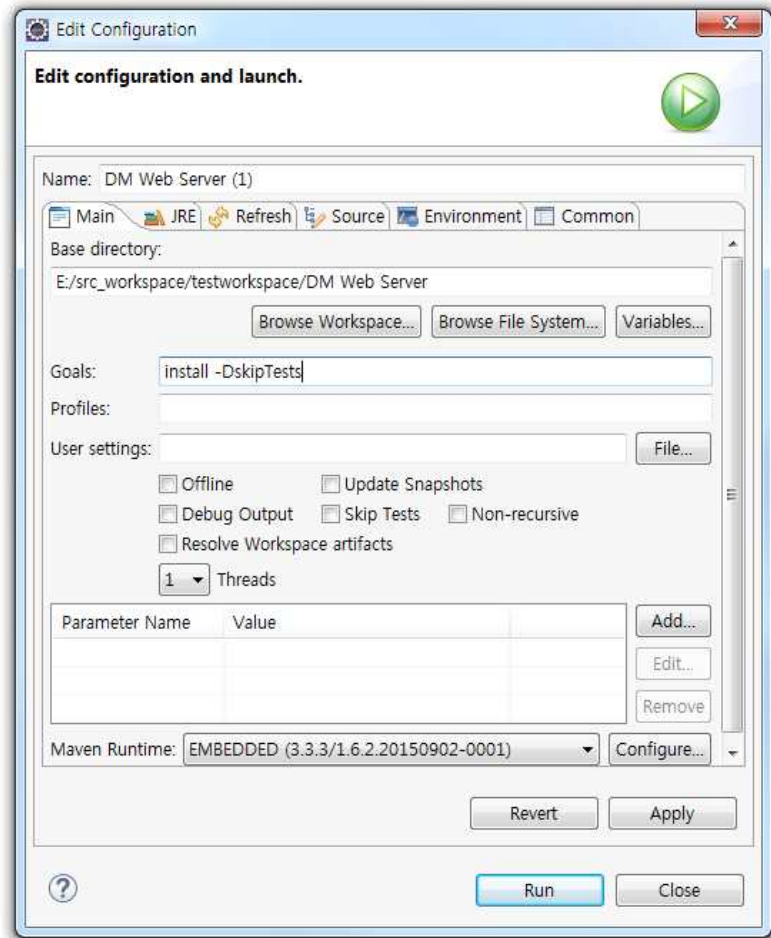 Edit Configuration
Edit configuration and launch.
Name: DM Web Server (1)
Main JRE Refresh Source Environment Common
Base directory:
E:/src_workspace/testworkspace/DM Web Server
Browse Workspace... Browse File System... Variables...
Goals: install -DskipTests
Profiles:
User settings: File...
Offline Update Snapshots
Debug Output Skip Tests Non-recursive
Resolve Workspace artifacts
1 Threads
Parameter Name Value Add...
Edit...
Remove
Maven Runtime: EMBEDDED (3.3.3/1.6.2.20150902-0001) Configure...
Revert Apply
? Run Close